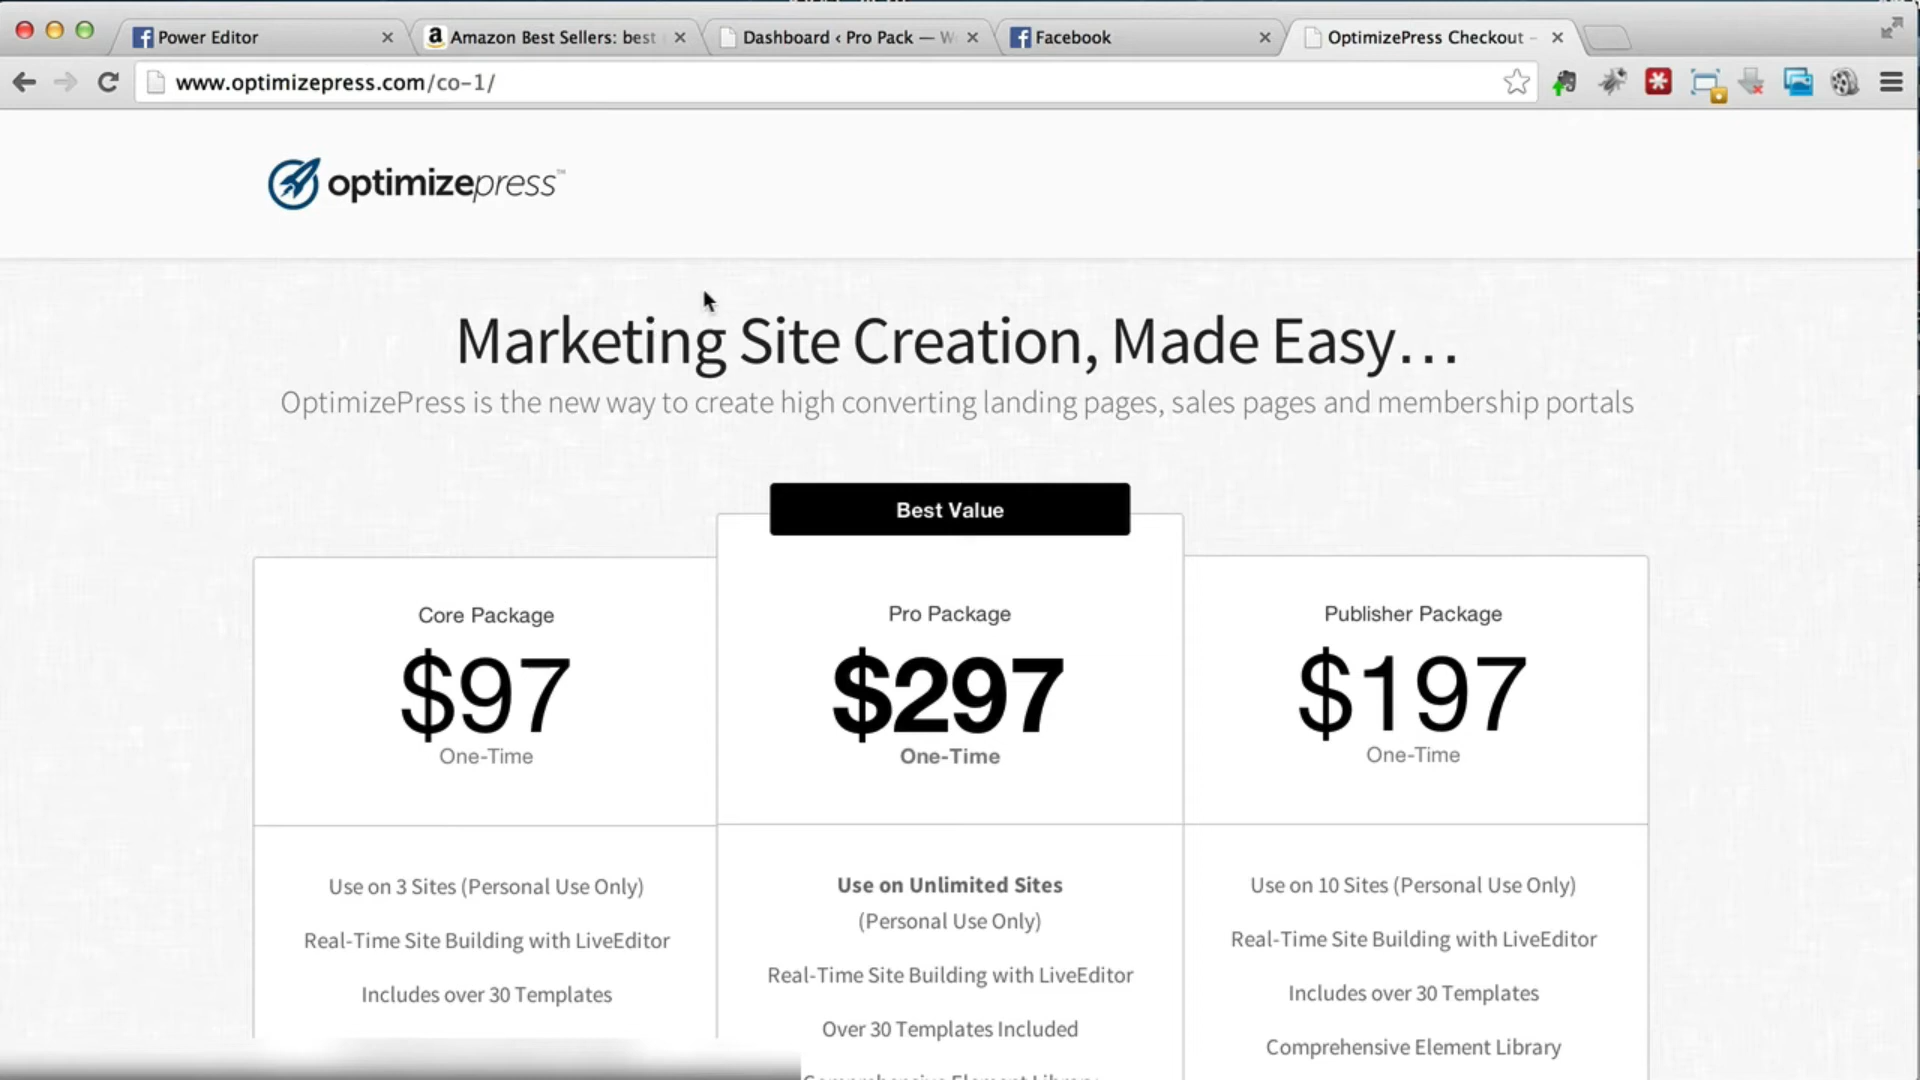 Power Editor
Amazon Best Sellers: best
Dashboard ‹ Pro Pack — W
Facebook
OptimizePress Checkout –
www.optimizepress.com/co-1/
optimizepress™
Marketing Site Creation, Made Easy…
OptimizePress is the new way to create high converting landing pages, sales pages and membership portals
Best Value
Core Package
$97
One-Time
Use on 3 Sites (Personal Use Only)
Real-Time Site Building with LiveEditor
Includes over 30 Templates
Pro Package
$297
One-Time
Use on Unlimited Sites
(Personal Use Only)
Real-Time Site Building with LiveEditor
Over 30 Templates Included
Comprehensive Element Library
Publisher Package
$197
One-Time
Use on 10 Sites (Personal Use Only)
Real-Time Site Building with LiveEditor
Includes over 30 Templates
Comprehensive Element Library